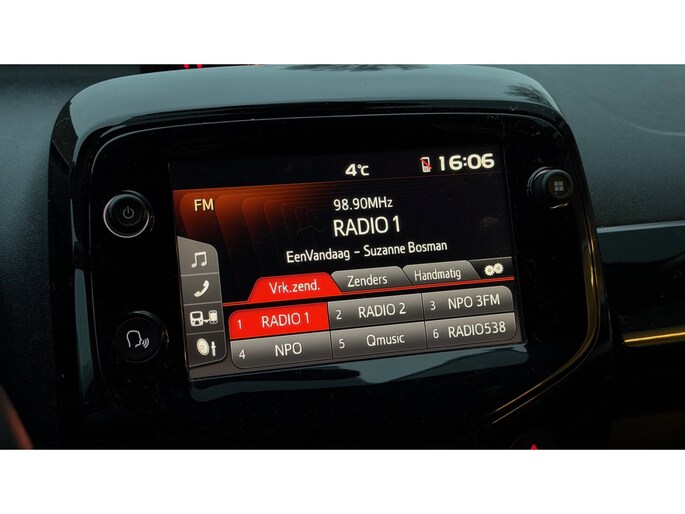 4°C 16:06
FM 98.90MHz
RADIO 1
EenVandaag - Suzanne Bosman
Vrk.zend. Zenders Handmatig
1 RADIO 1 2 RADIO 2 3 NPO 3FM
4 NPO 5 Qmusic 6 RADIO538